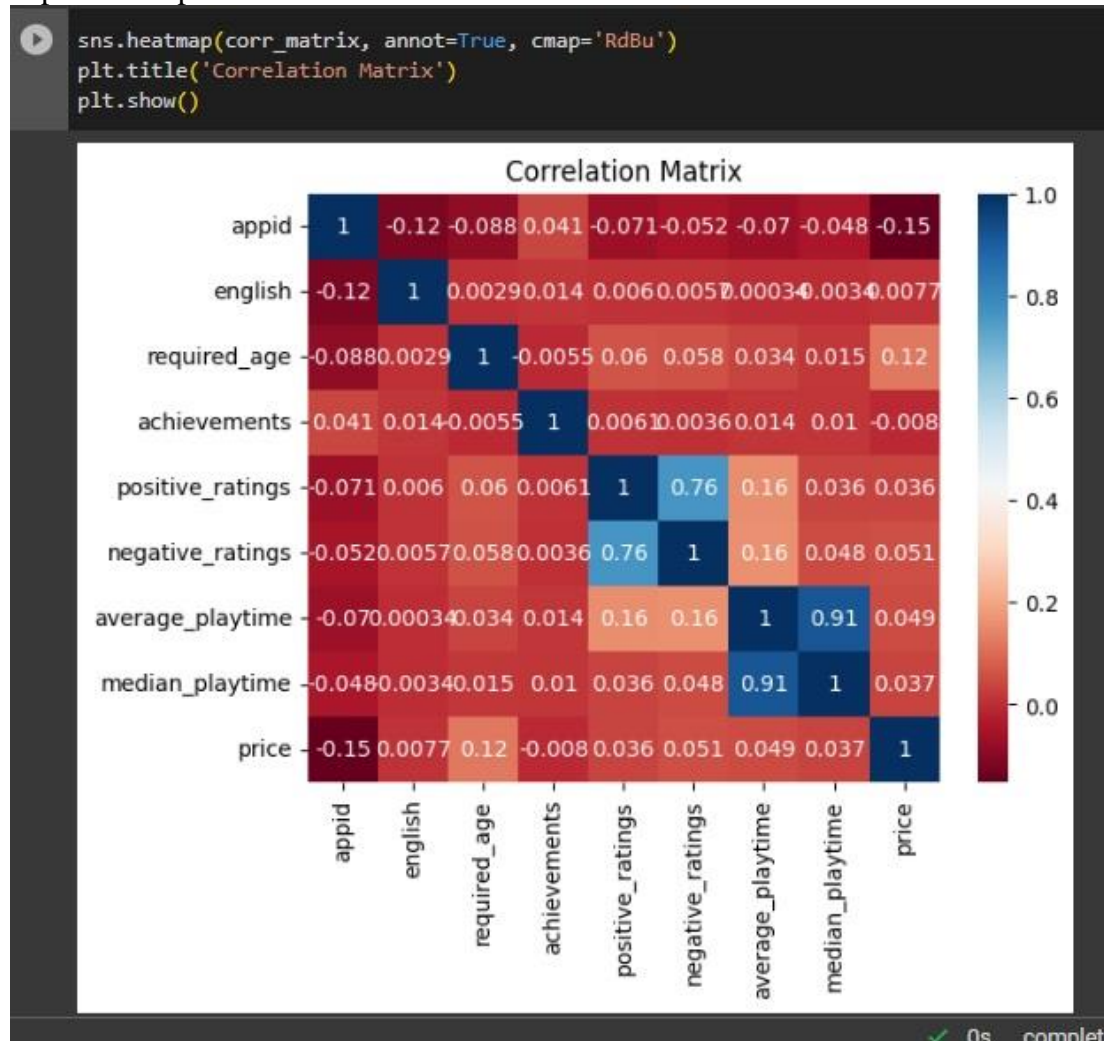 sns.heatmap(corr_matrix, annot=True, cmap='RdBu')
plt.title('Correlation Matrix')
plt.show()
Correlation Matrix
appid 1 -0.12 -0.088 0.041 -0.071 -0.052 -0.07 -0.048 -0.15
english -0.12 1 0.0029 0.014 0.006 0.0057 0.00034 -0.0034 0.0077
required_age -0.088 0.0029 1 -0.0055 0.06 0.058 0.034 0.015 0.12
achievements 0.041 0.014 -0.0055 1 0.0061 0.0036 0.014 0.01 -0.008
positive_ratings -0.071 0.006 0.06 0.0061 1 0.76 0.16 0.036 0.036
negative_ratings -0.052 0.0057 0.058 0.0036 0.76 1 0.16 0.048 0.051
average_playtime -0.07 0.00034 0.034 0.014 0.16 0.16 1 0.91 0.049
median_playtime -0.048 -0.0034 0.015 0.01 0.036 0.048 0.91 1 0.037
price -0.15 0.0077 0.12 -0.008 0.036 0.051 0.049 0.037 1
appid english required_age achievements positive_ratings negative_ratings average_playtime median_playtime price
1.0
0.8
0.6
0.4
0.2
0.0
0s complet